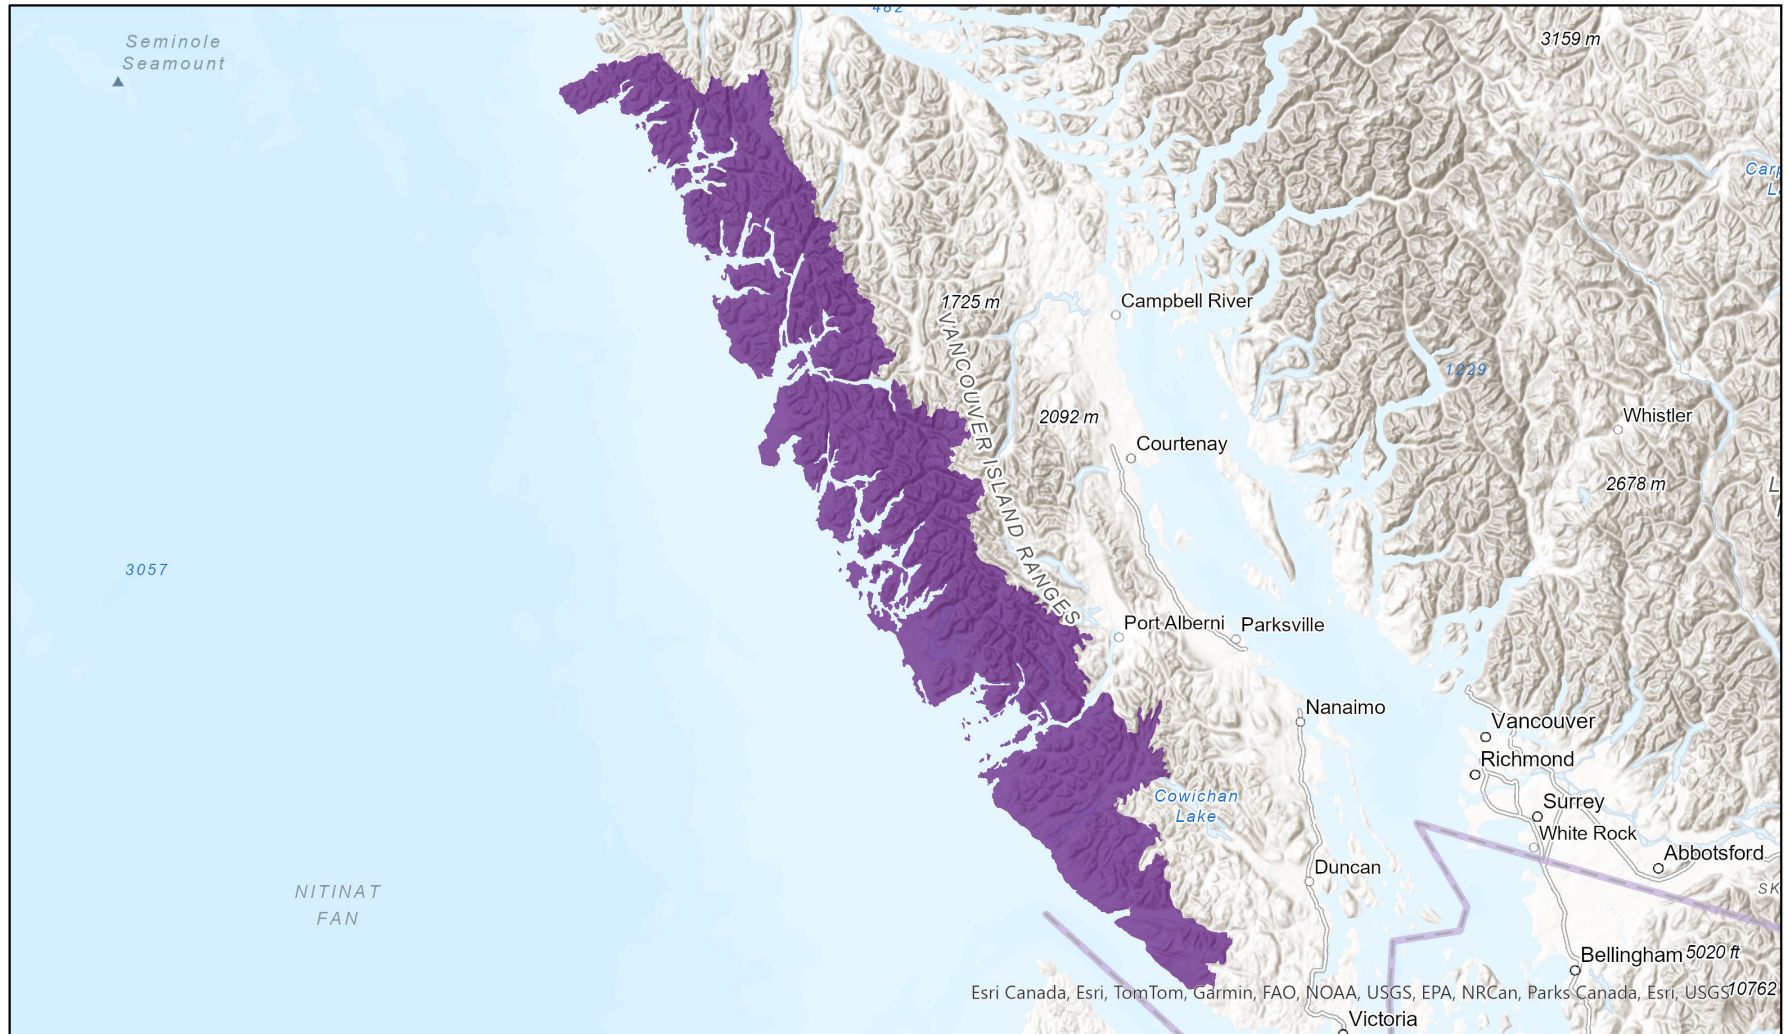 462
Seminole
Seamount
3159 m
1725 m
Campbell River
VANCOUVER ISLAND RANGES
1229
2092 m
Whistler
Courtenay
2678 m
3057
Port Alberni
Parksville
Nanaimo
Vancouver
Richmond
Cowichan
Lake
Surrey
White Rock
Abbotsford
Duncan
NITINAT
FAN
Bellingham
5020 ft
Esri Canada, Esri, TomTom, Garmin, FAO, NOAA, USGS, EPA, NRCan, Parks Canada, Esri, USGS
10762
Victoria